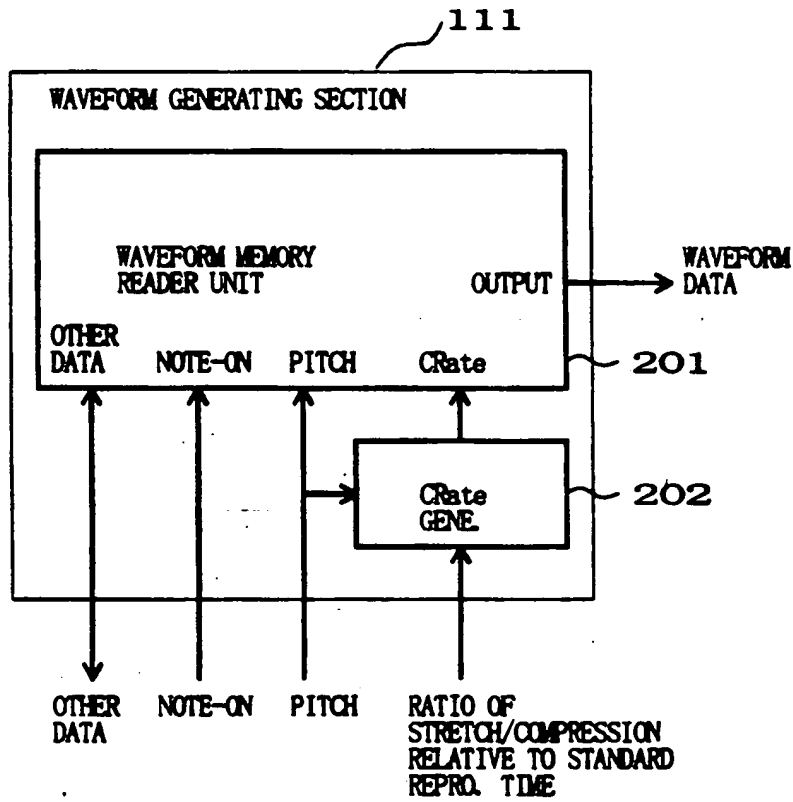 111
WAVEFORM GENERATING SECTION
WAVEFORM MEMORY
READER UNIT
OUTPUT
WAVEFORM
DATA
OTHER
DATA
NOTE-ON
PITCH
CRate
201
CRate
GENE.
202
OTHER
DATA
NOTE-ON
PITCH
RATIO OF
STRETCH/COMPRESSION
RELATIVE TO STANDARD
REPRO. TIME